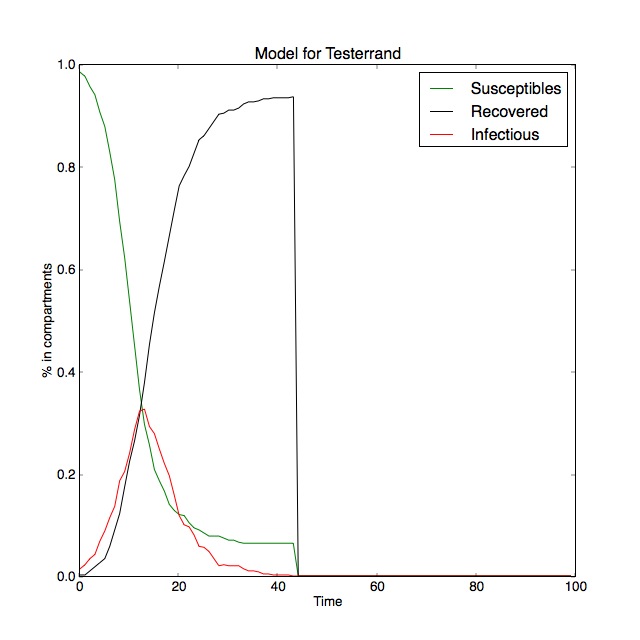 Model for Testerrand
1.0
0.8
0.6
0.4
0.2
0.0
% in compartments
Susceptibles
Recovered
Infectious
0 20 40 60 80 100
Time